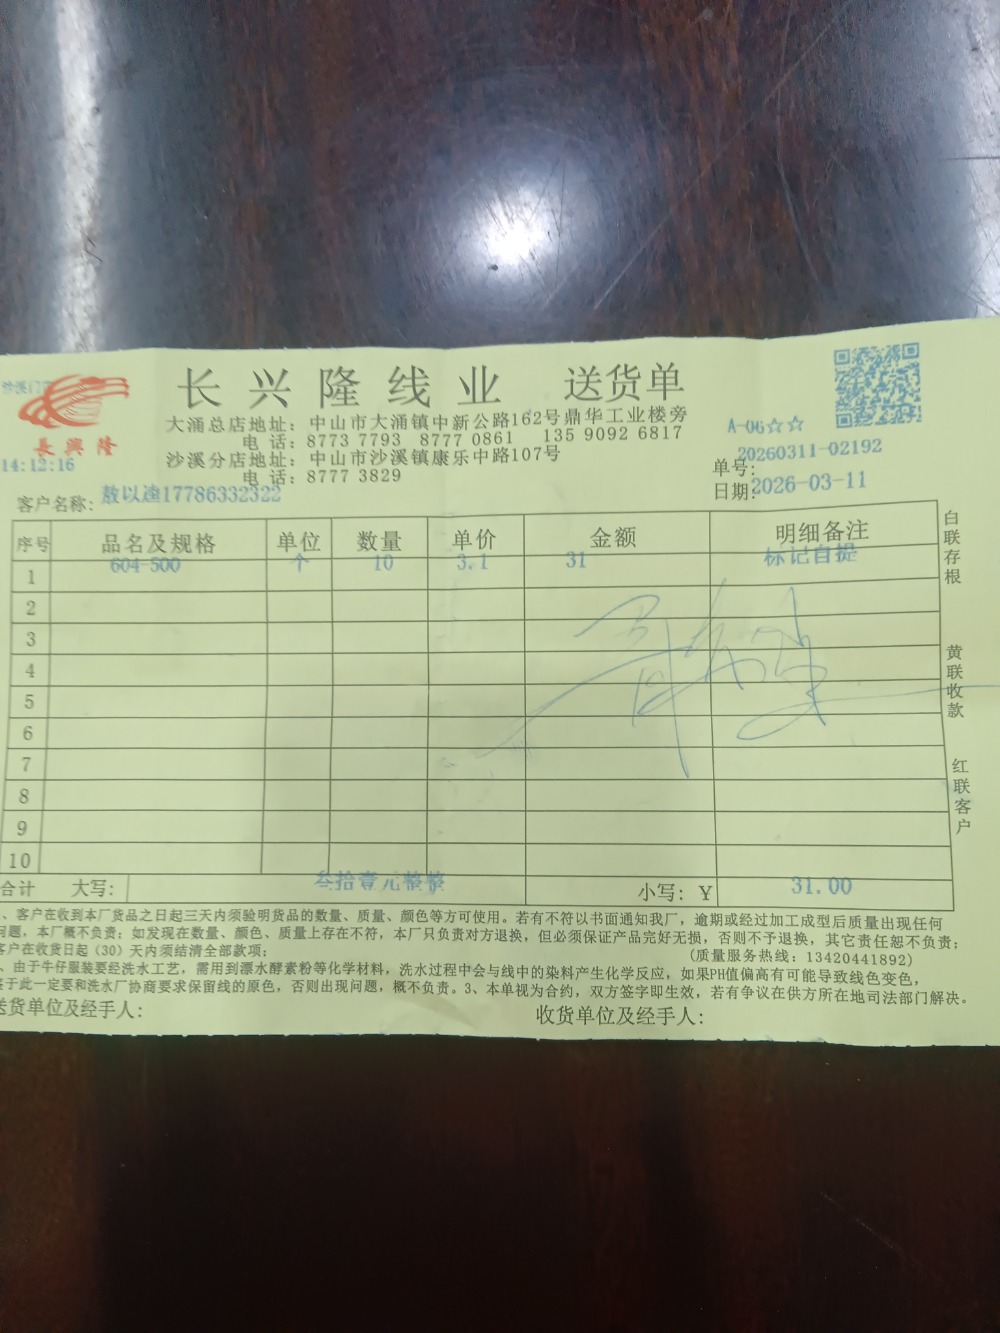 沙溪门
長興隆
14:12:16
长兴隆线业 送货单
大涌总店地址：中山市大涌镇中新公路162号鼎华工业楼旁
电 话：8773 7793 8777 0861 135 9092 6817
沙溪分店地址：中山市沙溪镇康乐中路107号
电 话：8777 3829
A-06☆☆
单号：20260311-02192
日期：2026-03-11
客户名称：敖以逵17786332322
序号 品名及规格 单位 数量 单价 金额 明细备注
1 604-500 个 10 3.1 31 标记自提
2
3
4
5
6
7
8
9
10
合计 大写： 叁拾壹元整整 小写：￥ 31.00
白联存根
黄联收款
红联客户
、客户在收到本厂货品之日起三天内须验明货品的数量、质量、颜色等方可使用。若有不符以书面通知我厂，逾期或经过加工成型后质量出现任何
问题，本厂概不负责；如发现在数量、颜色、质量上存在不符，本厂只负责对方退换，但必须保证产品完好无损，否则不予退换，其它责任恕不负责；
客户在收货日起（30）天内须结清全部款项； (质量服务热线：13420441892)
、由于牛仔服装要经洗水工艺，需用到漂水酵素粉等化学材料，洗水过程中会与线中的染料产生化学反应，如果PH值偏高有可能导致线色变色，
基于此一定要和洗水厂协商要求保留线的原色，否则出现问题，概不负责。3、本单视为合约，双方签字即生效，若有争议在供方所在地司法部门解决。
送货单位及经手人： 收货单位及经手人：